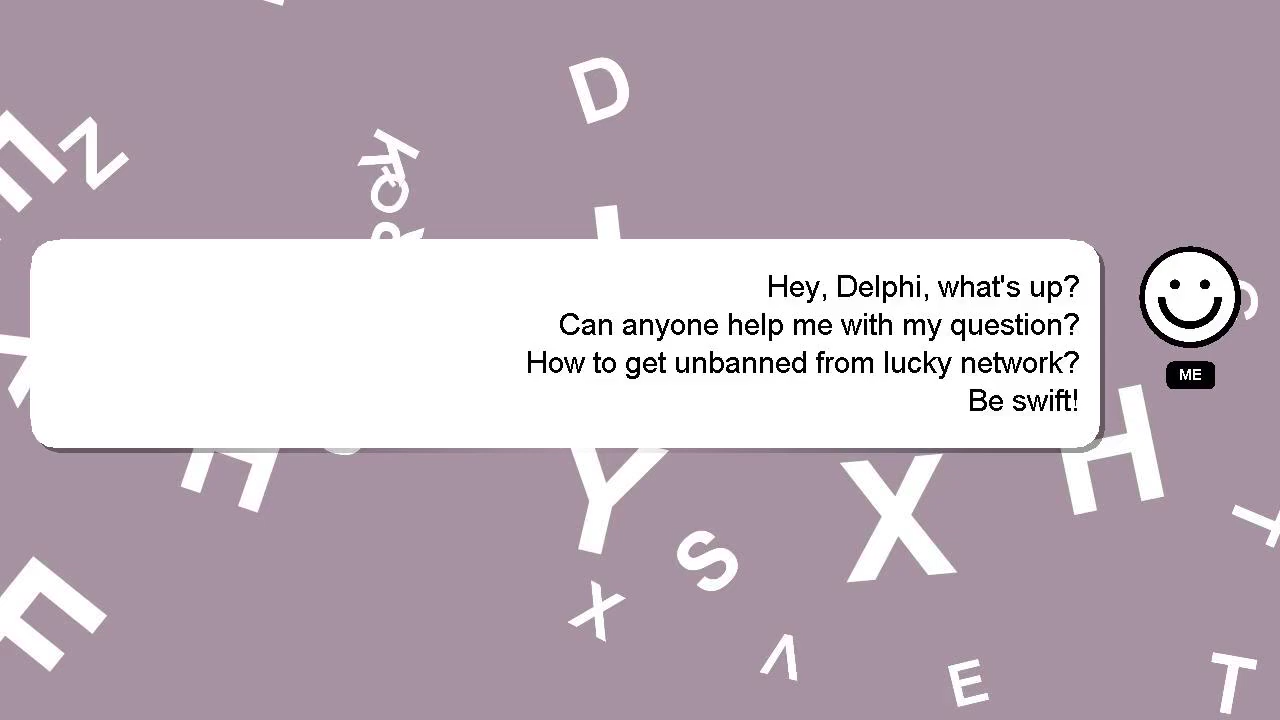 Hey, Delphi, what's up?
Can anyone help me with my question?
How to get unbanned from lucky network?
Be swift!
ME
D
N
K
H
Y
X
H
S
X
V
E
T